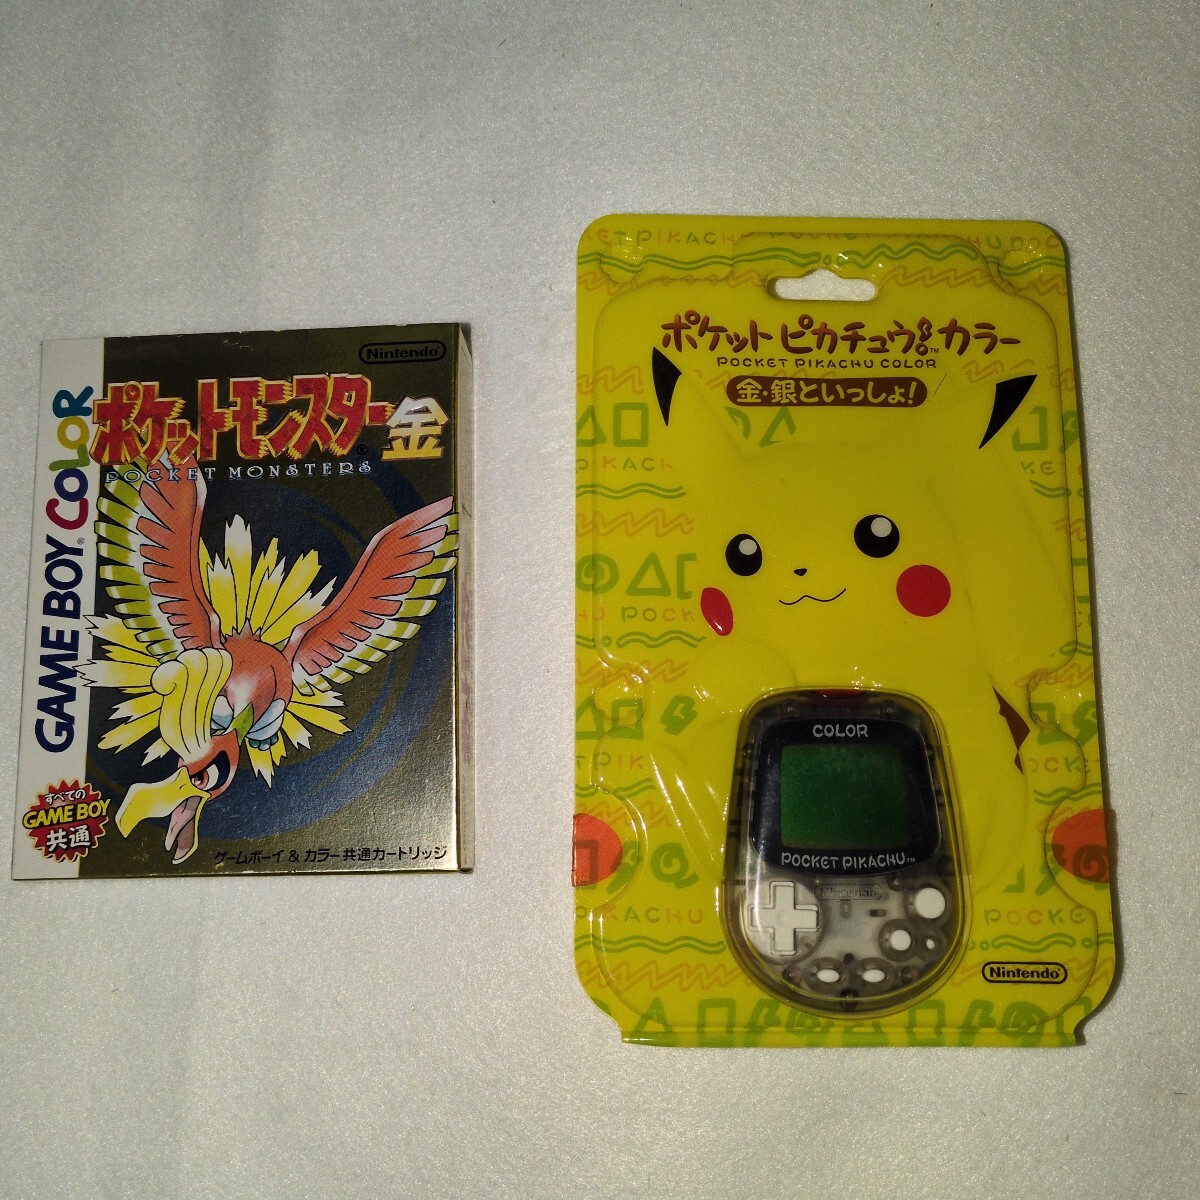 Nintendo
ポケットモンスター金
POCKET MONSTERS
GAME BOY COLOR
すべての
GAME BOY
共通
ゲームボーイ & カラー 共通カートリッジ
ポケット ピカチュウ!™ カラー
POCKET PIKACHU COLOR
金・銀といっしょ!
COLOR
POCKET PIKACHU™
Nintendo
Nintendo